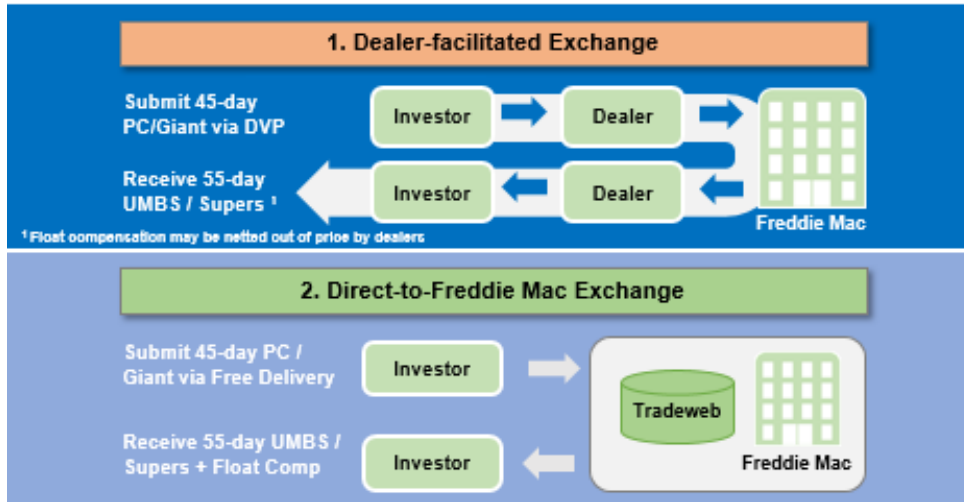 1. Dealer-facilitated Exchange
Submit 45-day
PC/Giant via DVP
Investor
Dealer
Receive 55-day
UMBS / Supers ¹
Investor
Dealer
Freddie Mac
¹ Float compensation may be netted out of price by dealers
2. Direct-to-Freddie Mac Exchange
Submit 45-day PC /
Giant via Free Delivery
Investor
Tradeweb
Receive 55-day UMBS /
Supers + Float Comp
Investor
Freddie Mac